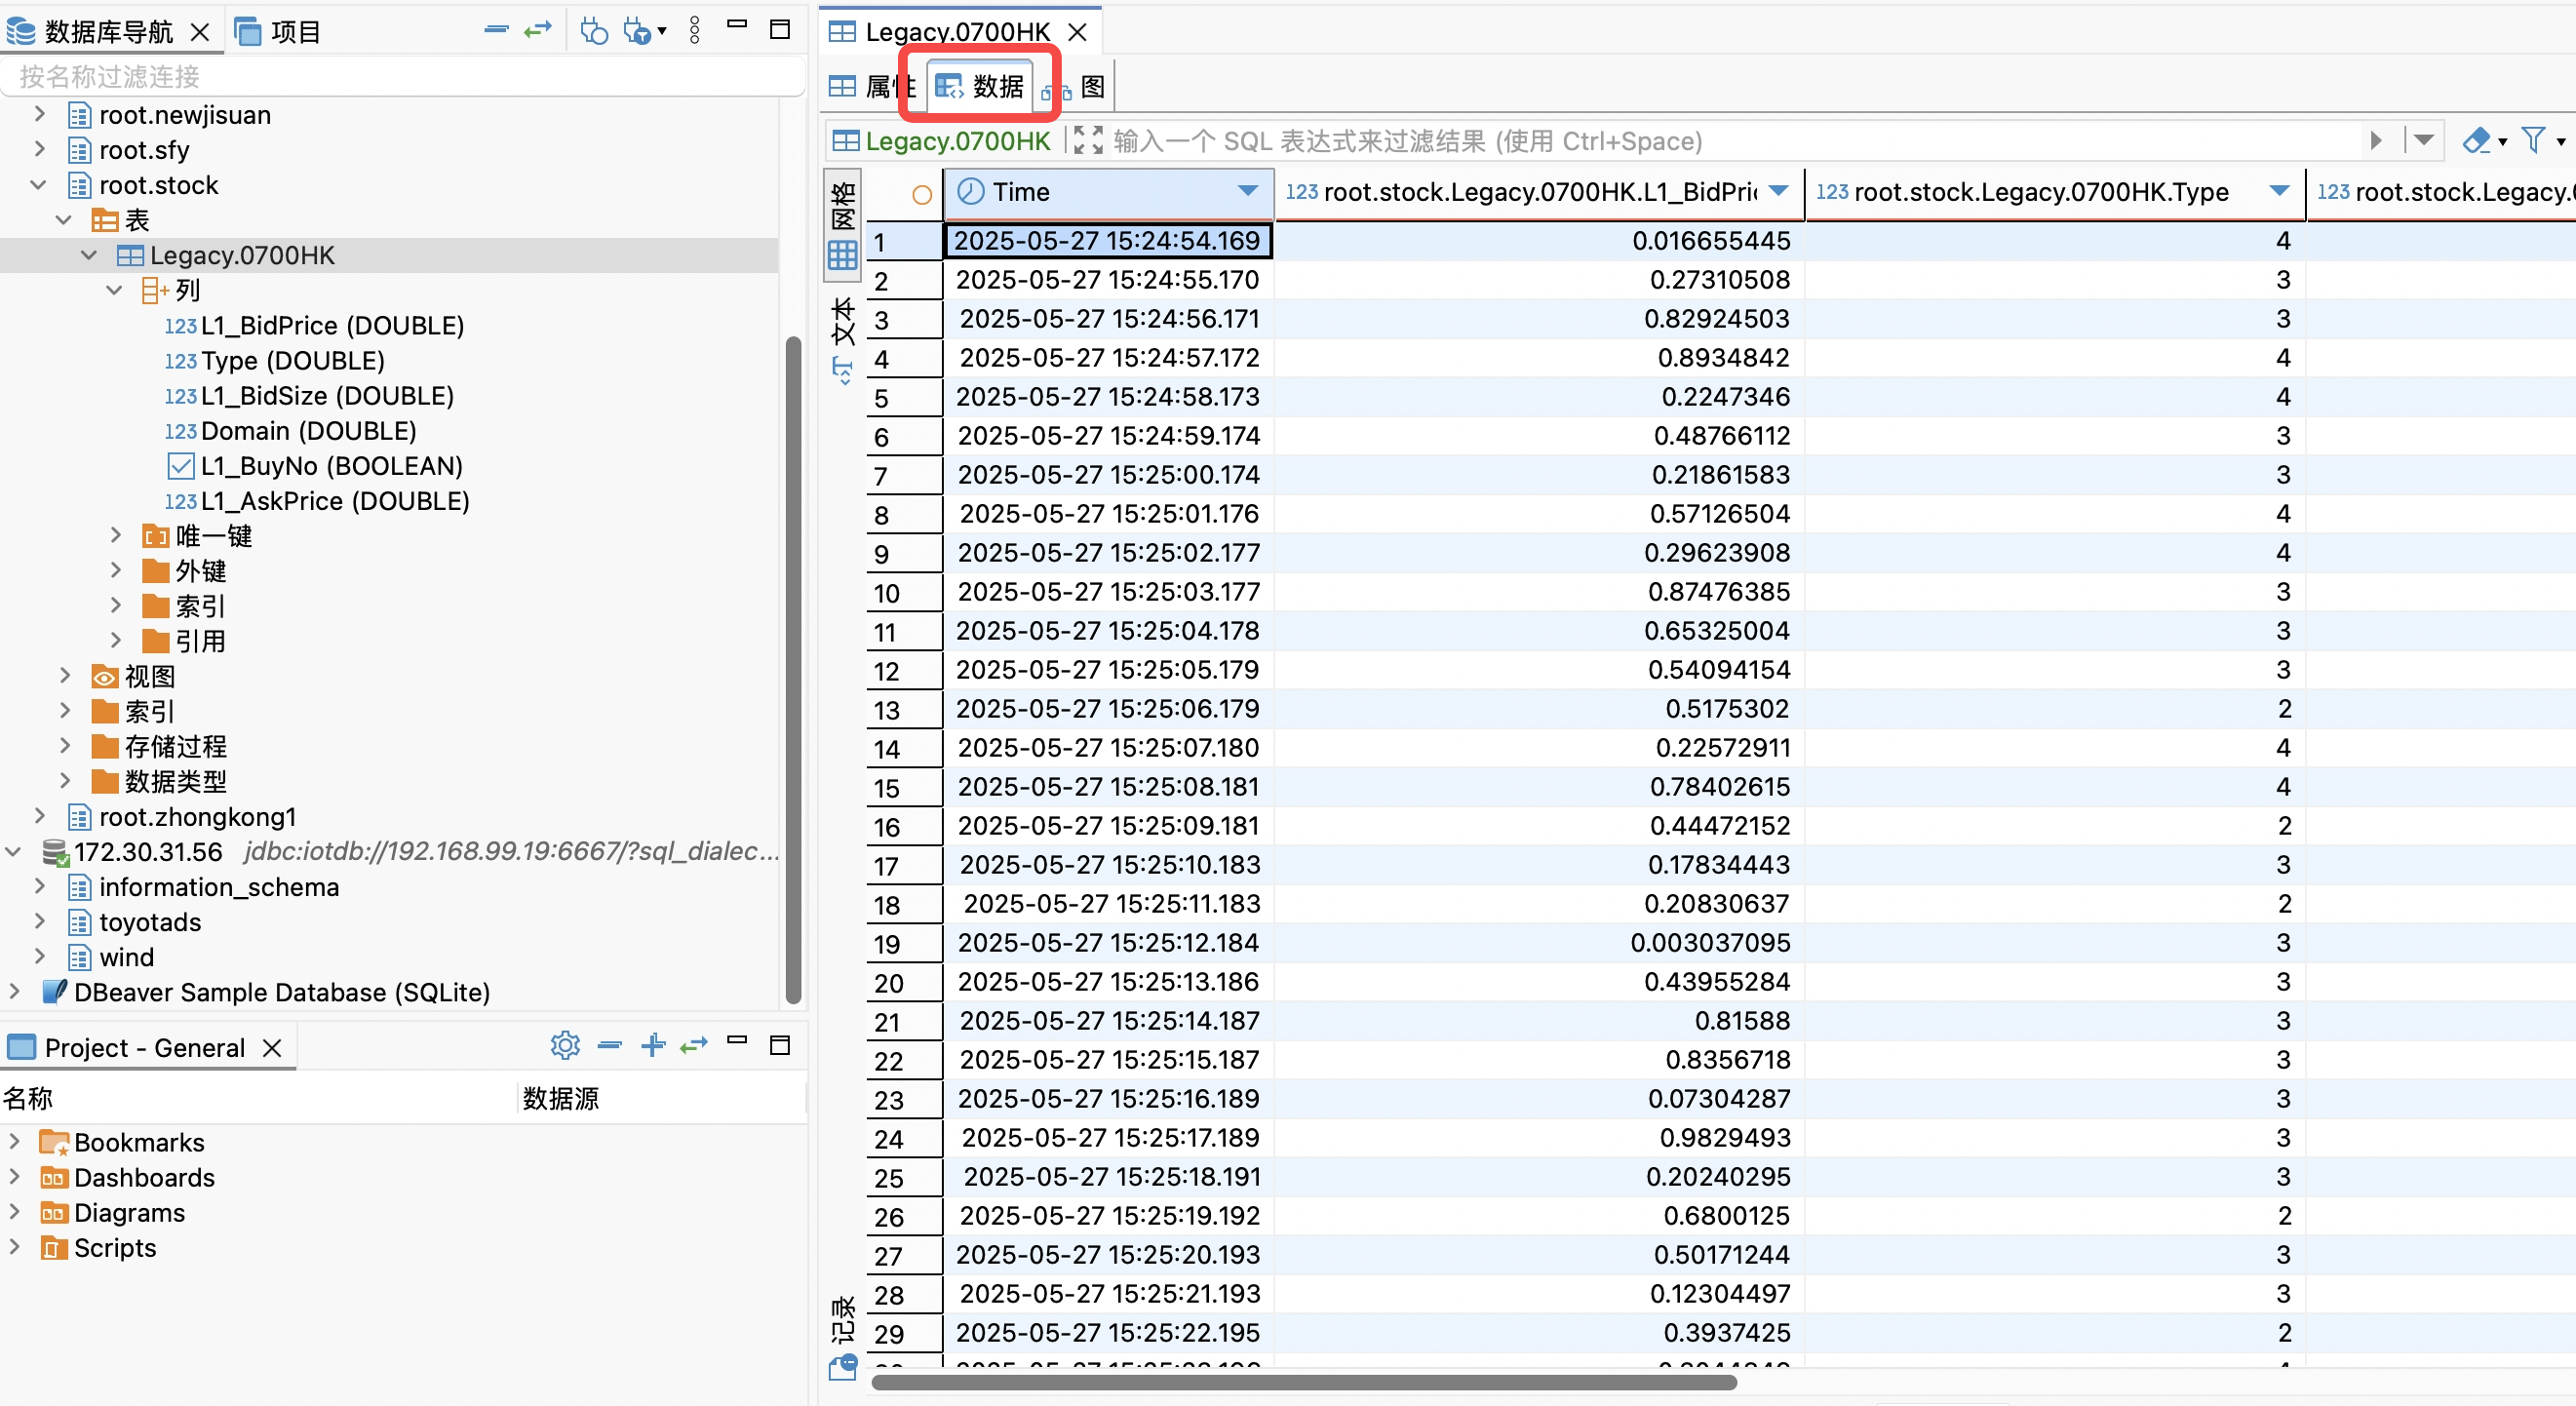 数据库导航
项目
按名称过滤连接
root.newjisuan
root.sfy
root.stock
表
Legacy.0700HK
列
123 L1_BidPrice (DOUBLE)
123 Type (DOUBLE)
123 L1_BidSize (DOUBLE)
123 Domain (DOUBLE)
L1_BuyNo (BOOLEAN)
123 L1_AskPrice (DOUBLE)
唯一键
外键
索引
引用
视图
索引
存储过程
数据类型
root.zhongkong1
172.30.31.56 jdbc:iotdb://192.168.99.19:6667/?sql_dialec...
information_schema
toyotads
wind
DBeaver Sample Database (SQLite)
Project - General
名称 数据源
Bookmarks
Dashboards
Diagrams
Scripts
Legacy.0700HK
属性 数据 图
Legacy.0700HK 输入一个 SQL 表达式来过滤结果 (使用 Ctrl+Space)
网格
文本
记录
Time 123 root.stock.Legacy.0700HK.L1_BidPri 123 root.stock.Legacy.0700HK.Type 123 root.stock.Legacy.
1 2025-05-27 15:24:54.169 0.016655445 4
2 2025-05-27 15:24:55.170 0.27310508 3
3 2025-05-27 15:24:56.171 0.82924503 3
4 2025-05-27 15:24:57.172 0.8934842 4
5 2025-05-27 15:24:58.173 0.2247346 4
6 2025-05-27 15:24:59.174 0.48766112 3
7 2025-05-27 15:25:00.174 0.21861583 3
8 2025-05-27 15:25:01.176 0.57126504 4
9 2025-05-27 15:25:02.177 0.29623908 4
10 2025-05-27 15:25:03.177 0.87476385 3
11 2025-05-27 15:25:04.178 0.65325004 3
12 2025-05-27 15:25:05.179 0.54094154 3
13 2025-05-27 15:25:06.179 0.5175302 2
14 2025-05-27 15:25:07.180 0.22572911 4
15 2025-05-27 15:25:08.181 0.78402615 4
16 2025-05-27 15:25:09.181 0.44472152 2
17 2025-05-27 15:25:10.183 0.17834443 3
18 2025-05-27 15:25:11.183 0.20830637 2
19 2025-05-27 15:25:12.184 0.003037095 3
20 2025-05-27 15:25:13.186 0.43955284 3
21 2025-05-27 15:25:14.187 0.81588 3
22 2025-05-27 15:25:15.187 0.8356718 3
23 2025-05-27 15:25:16.189 0.07304287 3
24 2025-05-27 15:25:17.189 0.9829493 3
25 2025-05-27 15:25:18.191 0.20240295 3
26 2025-05-27 15:25:19.192 0.6800125 2
27 2025-05-27 15:25:20.193 0.50171244 3
28 2025-05-27 15:25:21.193 0.12304497 3
29 2025-05-27 15:25:22.195 0.3937425 2